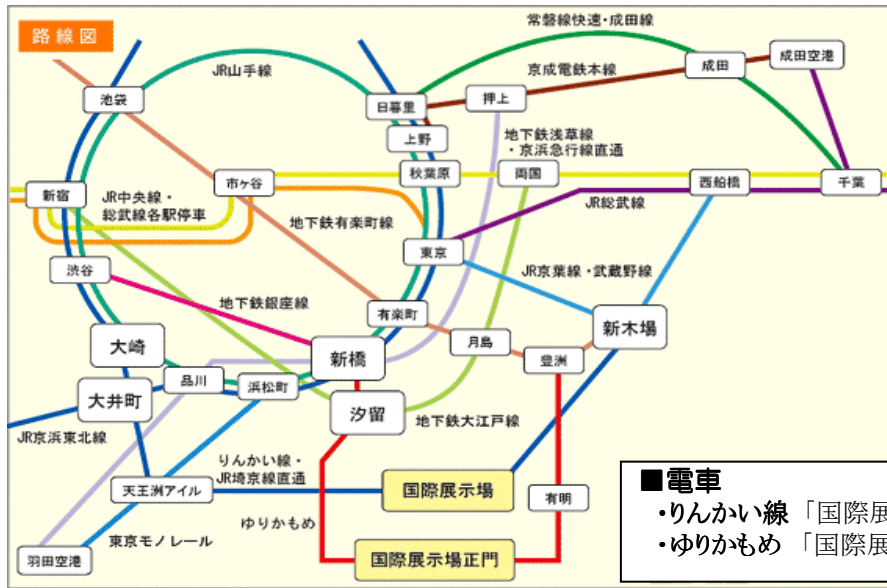 路線図
常磐線快速・成田線
JR山手線
京成電鉄本線
成田
成田空港
池袋
日暮里
押上
上野
地下鉄浅草線
・京浜急行線直通
新宿
JR中央線・
総武線各駅停車
市ヶ谷
秋葉原
両国
西船橋
千葉
地下鉄有楽町線
JR総武線
東京
渋谷
JR京葉線・武蔵野線
地下鉄銀座線
有楽町
新木場
大崎
新橋
月島
豊洲
品川
浜松町
大井町
汐留
地下鉄大江戸線
JR京浜東北線
りんかい線・
JR埼京線直通
天王洲アイル
国際展示場
有明
ゆりかもめ
東京モノレール
羽田空港
国際展示場正門
■電車
・りんかい線 「国際展
・ゆりかもめ 「国際展